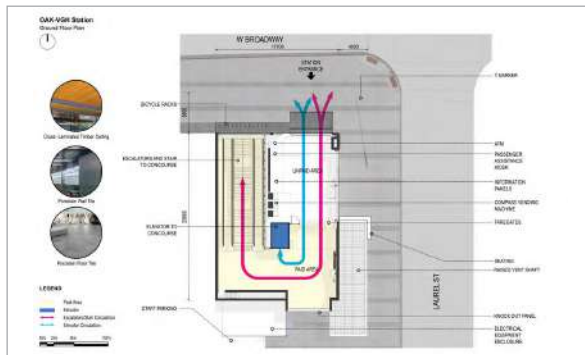 OAK-VGH Station
Ground Floor Plan
W BROADWAY
STATION
ENTRANCE
T-MARKER
BICYCLE RACKS
ATM
PASSENGER
ASSISTANCE
KIOSK
Cross-Laminated Timber Ceiling
ESCALATORS AND STAIR
TO CONCOURSE
UNPAID AREA
INFORMATION
PANELS
COMPASS VENDING
MACHINE
Porcelain Wall Tile
FAREGATES
ELEVATOR TO
CONCOURSE
SEATING
PAID AREA
RAISED VENT SHAFT
Porcelain Floor Tile
LAUREL ST
LEGEND
Paid Area
Elevator
Escalator/Stair Circulation
Elevator Circulation
KNOCK OUT PANEL
STAFF PARKING
ELECTRICAL
EQUIPMENT
ENCLOSURE